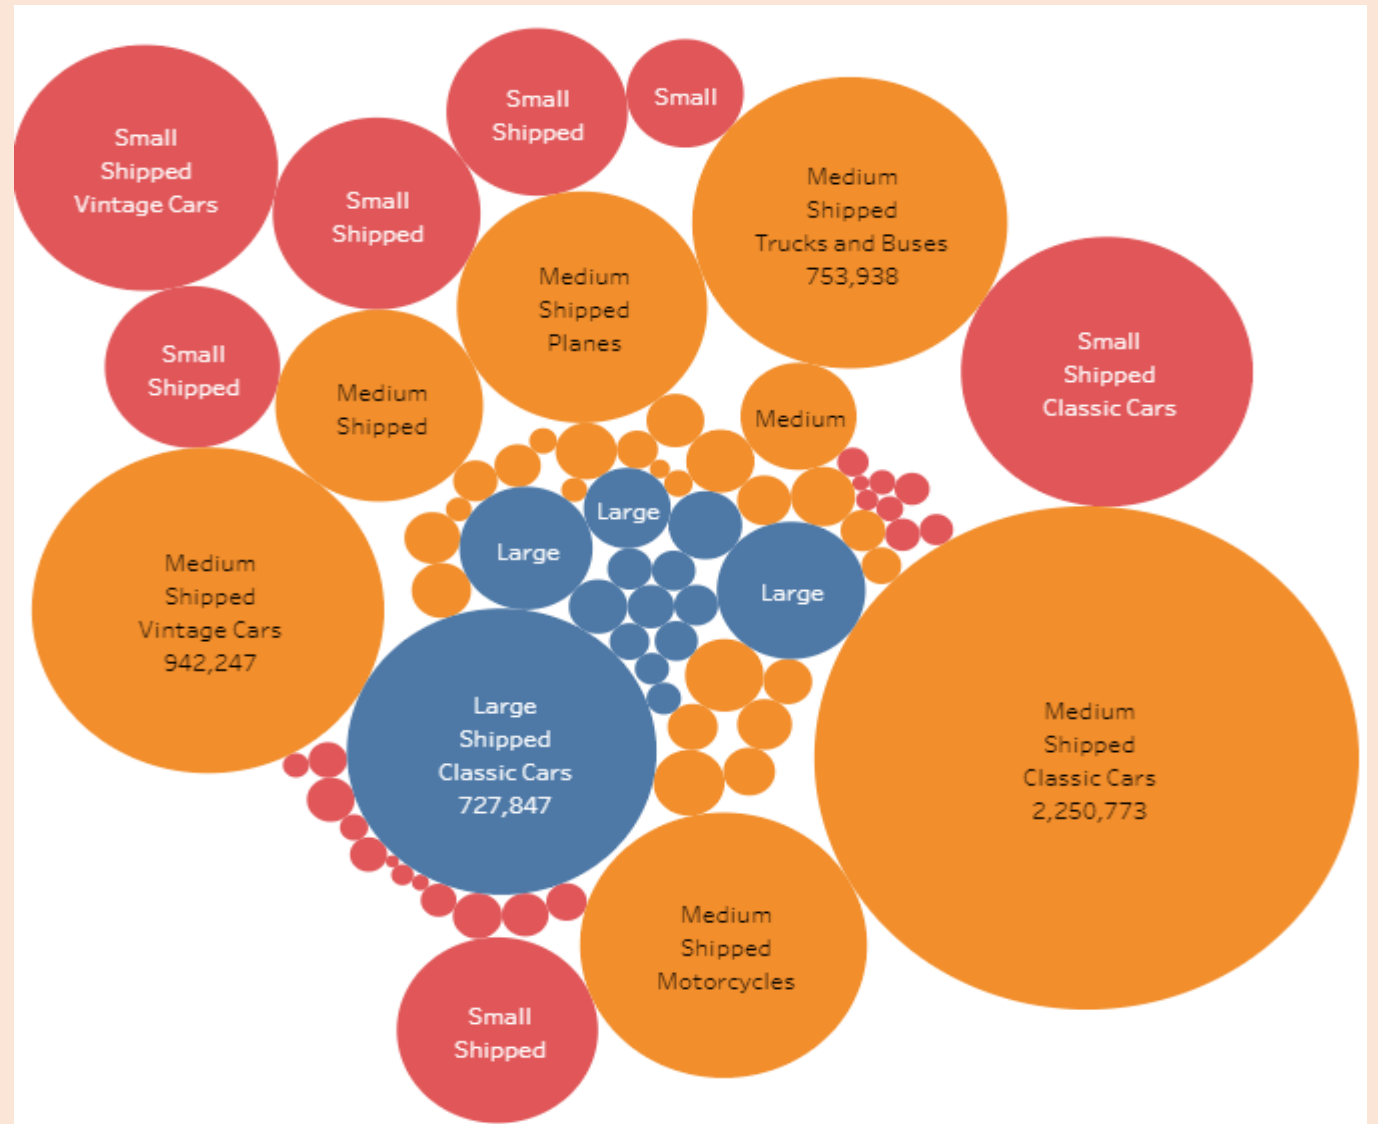 Small
Shipped
Small
Small
Shipped
Vintage Cars
Medium
Shipped
Trucks and Buses
753,938
Small
Shipped
Medium
Shipped
Planes
Small
Shipped
Classic Cars
Small
Shipped
Medium
Shipped
Medium
Large
Large
Large
Medium
Shipped
Vintage Cars
942,247
Large
Shipped
Classic Cars
727,847
Medium
Shipped
Classic Cars
2,250,773
Medium
Shipped
Motorcycles
Small
Shipped